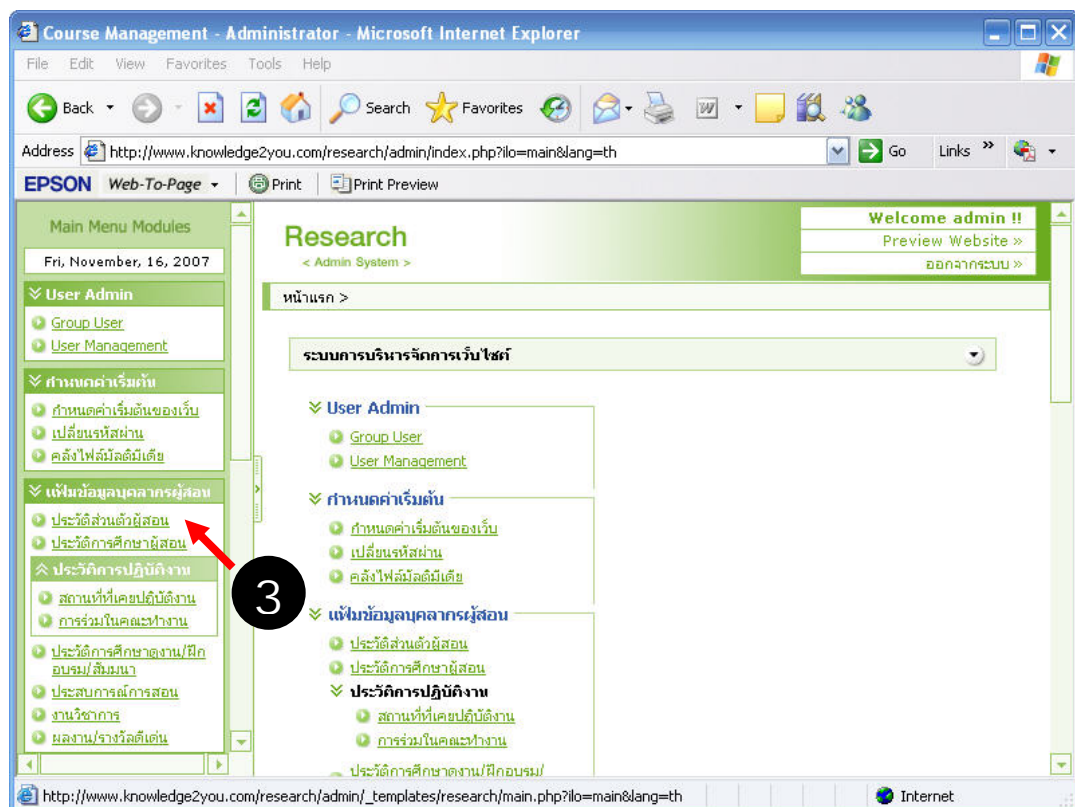 Course Management - Administrator - Microsoft Internet Explorer
File Edit View Favorites Tools Help
Back Search Favorites
Address http://www.knowledge2you.com/research/admin/index.php?ilo=main&lang=th Go Links »
EPSON Web-To-Page Print Print Preview
Main Menu Modules
Fri, November, 16, 2007
User Admin
Group User
User Management
กำหนดค่าเริ่มต้น
กำหนดค่าเริ่มต้นของเว็บ
เปลี่ยนรหัสผ่าน
คลังไฟล์มัลติมีเดีย
แฟ้มข้อมูลบุคลากรผู้สอน
ประวัติส่วนตัวผู้สอน
ประวัติการศึกษาผู้สอน
ประวัติการปฏิบัติงาน
สถานที่ที่เคยปฏิบัติงาน
การร่วมในคณะทำงาน
ประวัติการศึกษาดูงาน/ฝึก
อบรม/สัมมนา
ประสบการณ์การสอน
งานวิชาการ
ผลงาน/รางวัลดีเด่น
3
Research
< Admin System >
Welcome admin !!
Preview Website »
ออกจากระบบ »
หน้าแรก >
ระบบการบริหารจัดการเว็บไซต์
User Admin
Group User
User Management
กำหนดค่าเริ่มต้น
กำหนดค่าเริ่มต้นของเว็บ
เปลี่ยนรหัสผ่าน
คลังไฟล์มัลติมีเดีย
แฟ้มข้อมูลบุคลากรผู้สอน
ประวัติส่วนตัวผู้สอน
ประวัติการศึกษาผู้สอน
ประวัติการปฏิบัติงาน
สถานที่ที่เคยปฏิบัติงาน
การร่วมในคณะทำงาน
ประวัติการศึกษาดูงาน/ฝึกอบรม/
http://www.knowledge2you.com/research/admin/_templates/research/main.php?ilo=main&lang=th Internet